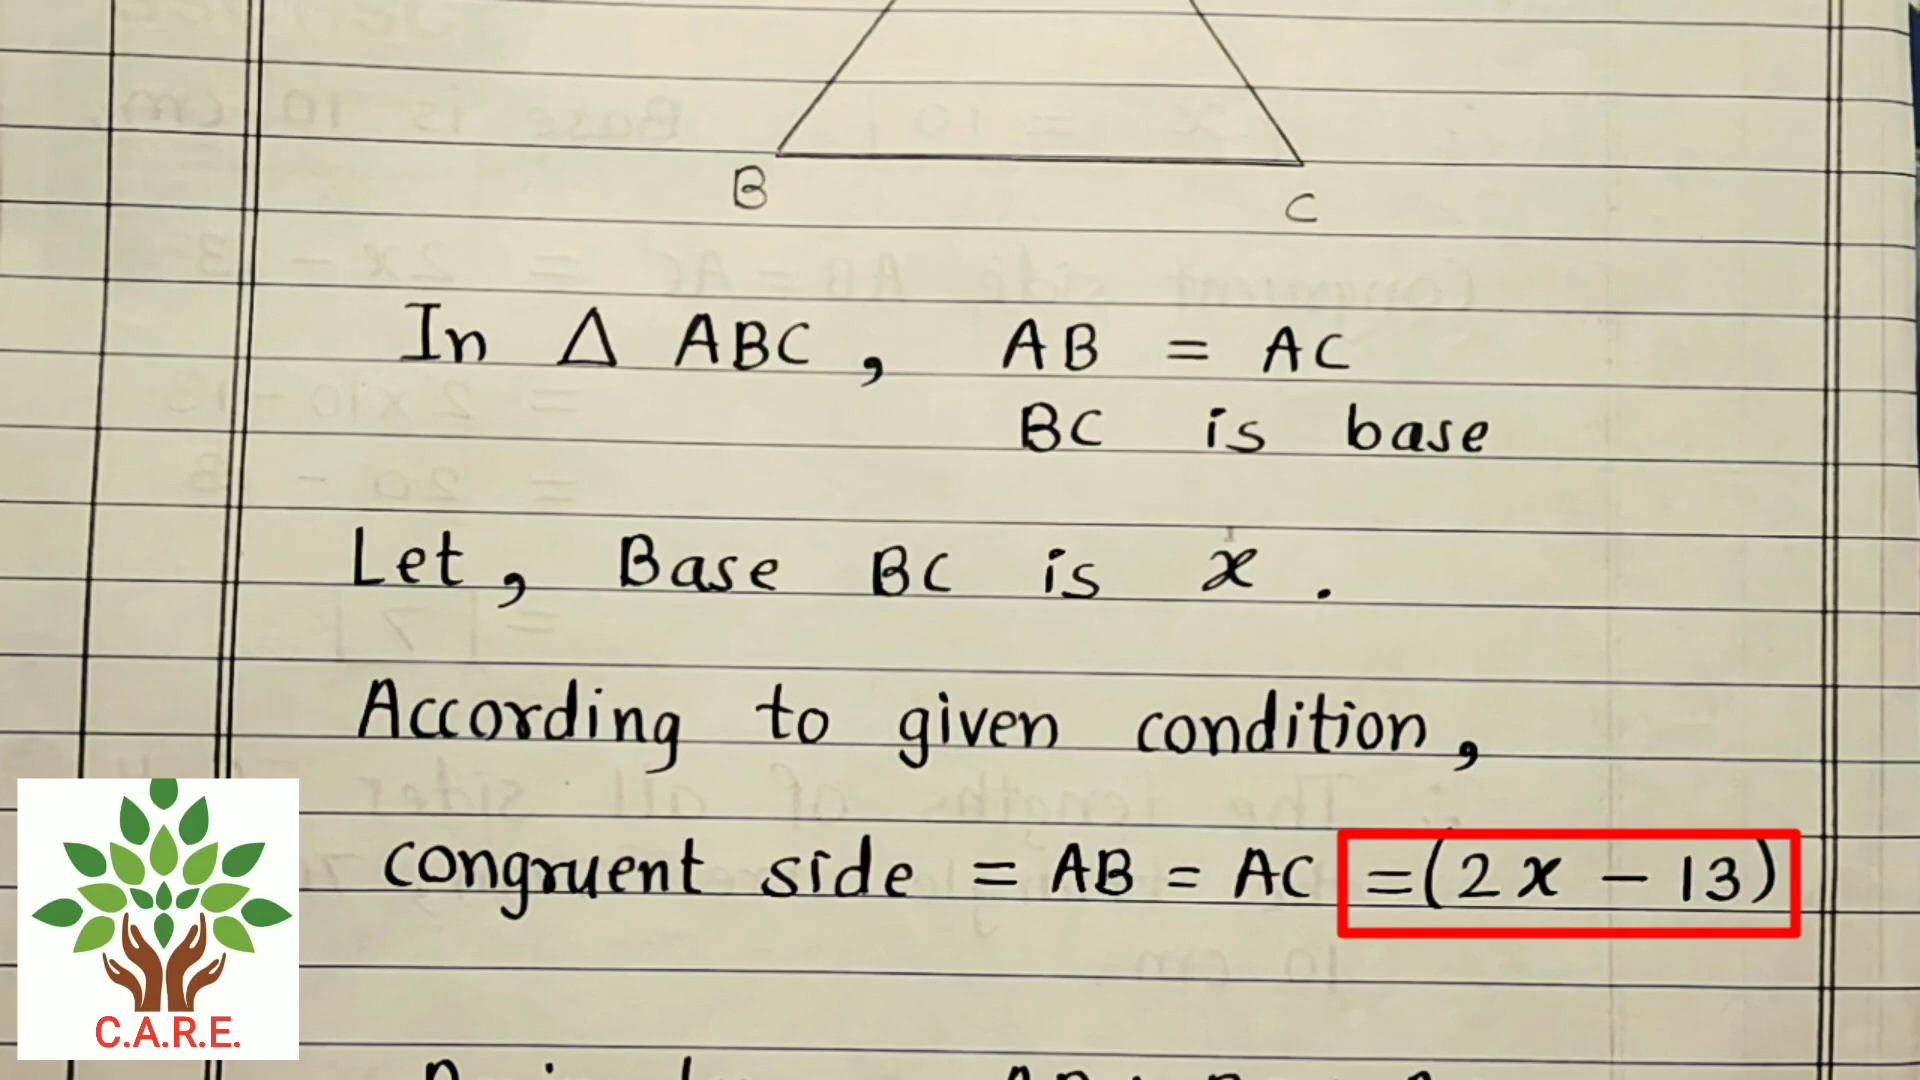 B
C
In Δ ABC, AB = AC
BC is base
Let, Base BC is x.
According to given condition,
congruent side = AB = AC =(2x - 13)
C.A.R.E.